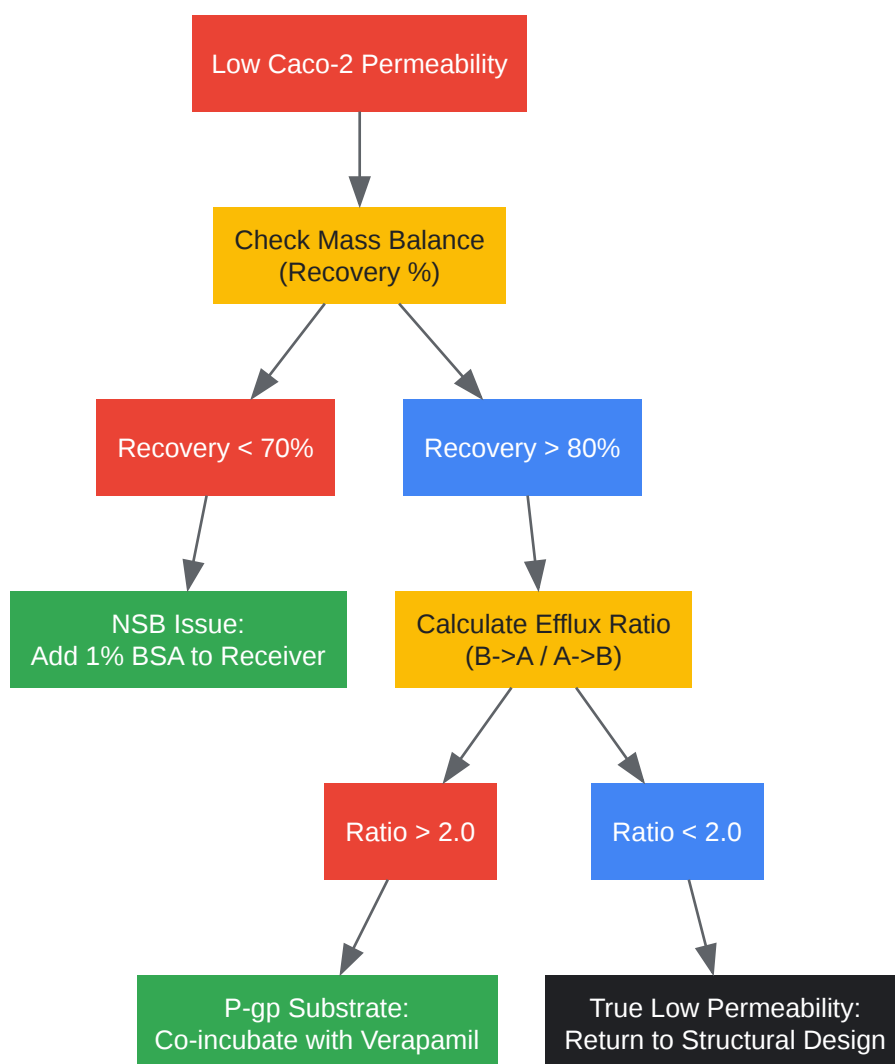 Low Caco-2 Permeability
Check Mass Balance
(Recovery %)
Recovery < 70%
Recovery > 80%
NSB Issue:
Add 1% BSA to Receiver
Calculate Efflux Ratio
(B->A / A->B)
Ratio > 2.0
Ratio < 2.0
P-gp Substrate:
Co-incubate with Verapamil
True Low Permeability:
Return to Structural Design